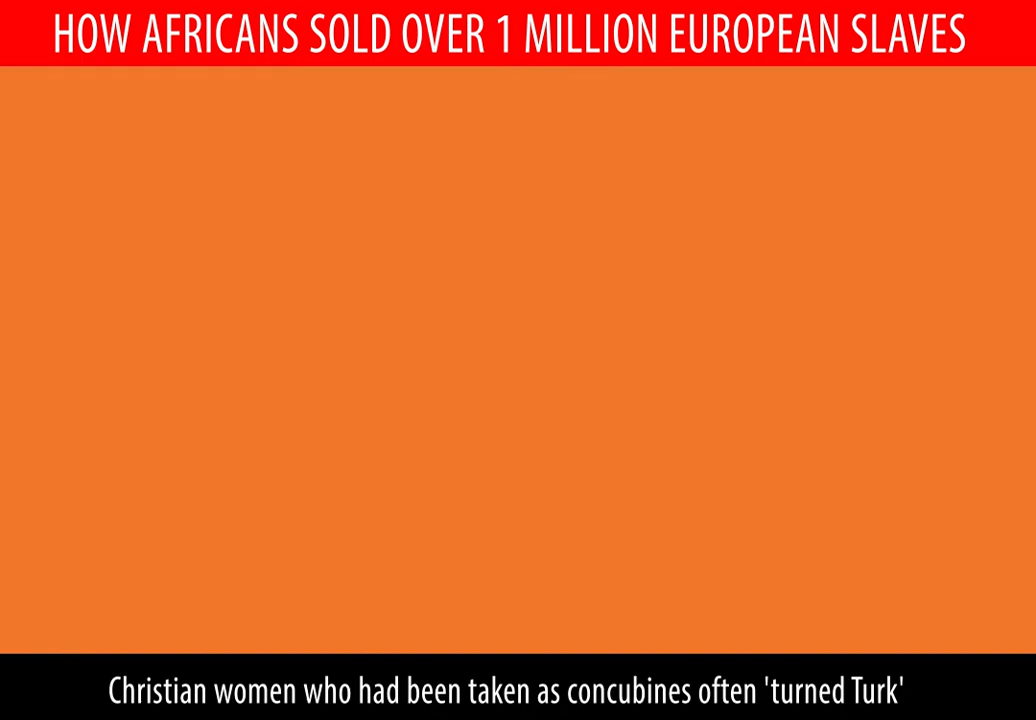 HOW AFRICANS SOLD OVER 1 MILLION EUROPEAN SLAVES
Christian women who had been taken as concubines often 'turned Turk'